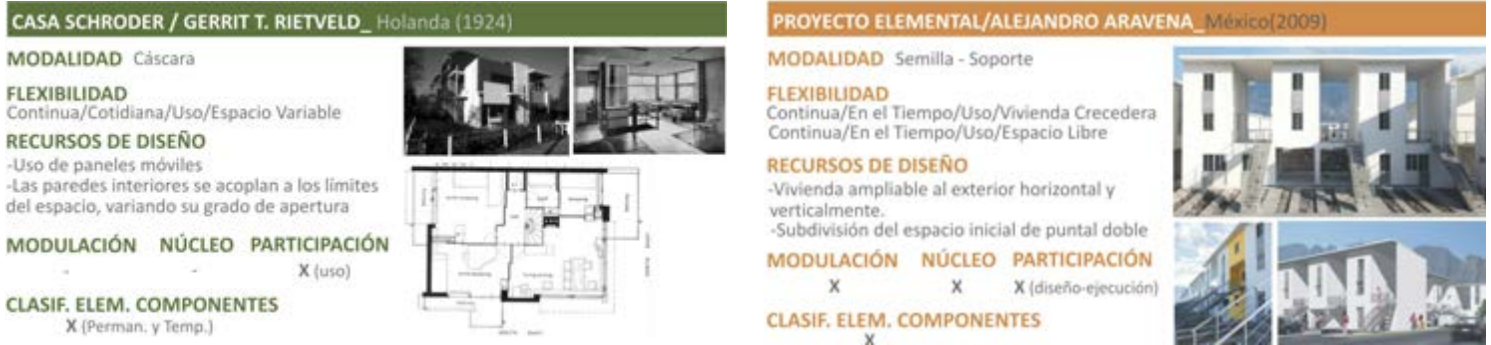 CASA SCHRODER / GERRIT T. RIETVELD_ Holanda (1924)
MODALIDAD Cáscara
FLEXIBILIDAD
Continua/Cotidiana/Uso/Espacio Variable
RECURSOS DE DISEÑO
-Uso de paneles móviles
-Las paredes interiores se acoplan a los límites
del espacio, variando su grado de apertura
MODULACIÓN NÚCLEO PARTICIPACIÓN
- - X (uso)
CLASIF. ELEM. COMPONENTES
X (Perman. y Temp.)
PROYECTO ELEMENTAL/ALEJANDRO ARAVENA_México(2009)
MODALIDAD Semilla - Soporte
FLEXIBILIDAD
Continua/En el Tiempo/Uso/Vivienda Crecedera
Continua/En el Tiempo/Uso/Espacio Libre
RECURSOS DE DISEÑO
-Vivienda ampliable al exterior horizontal y
verticalmente.
-Subdivisión del espacio inicial de puntal doble
MODULACIÓN NÚCLEO PARTICIPACIÓN
X X X (diseño-ejecución)
CLASIF. ELEM. COMPONENTES
X